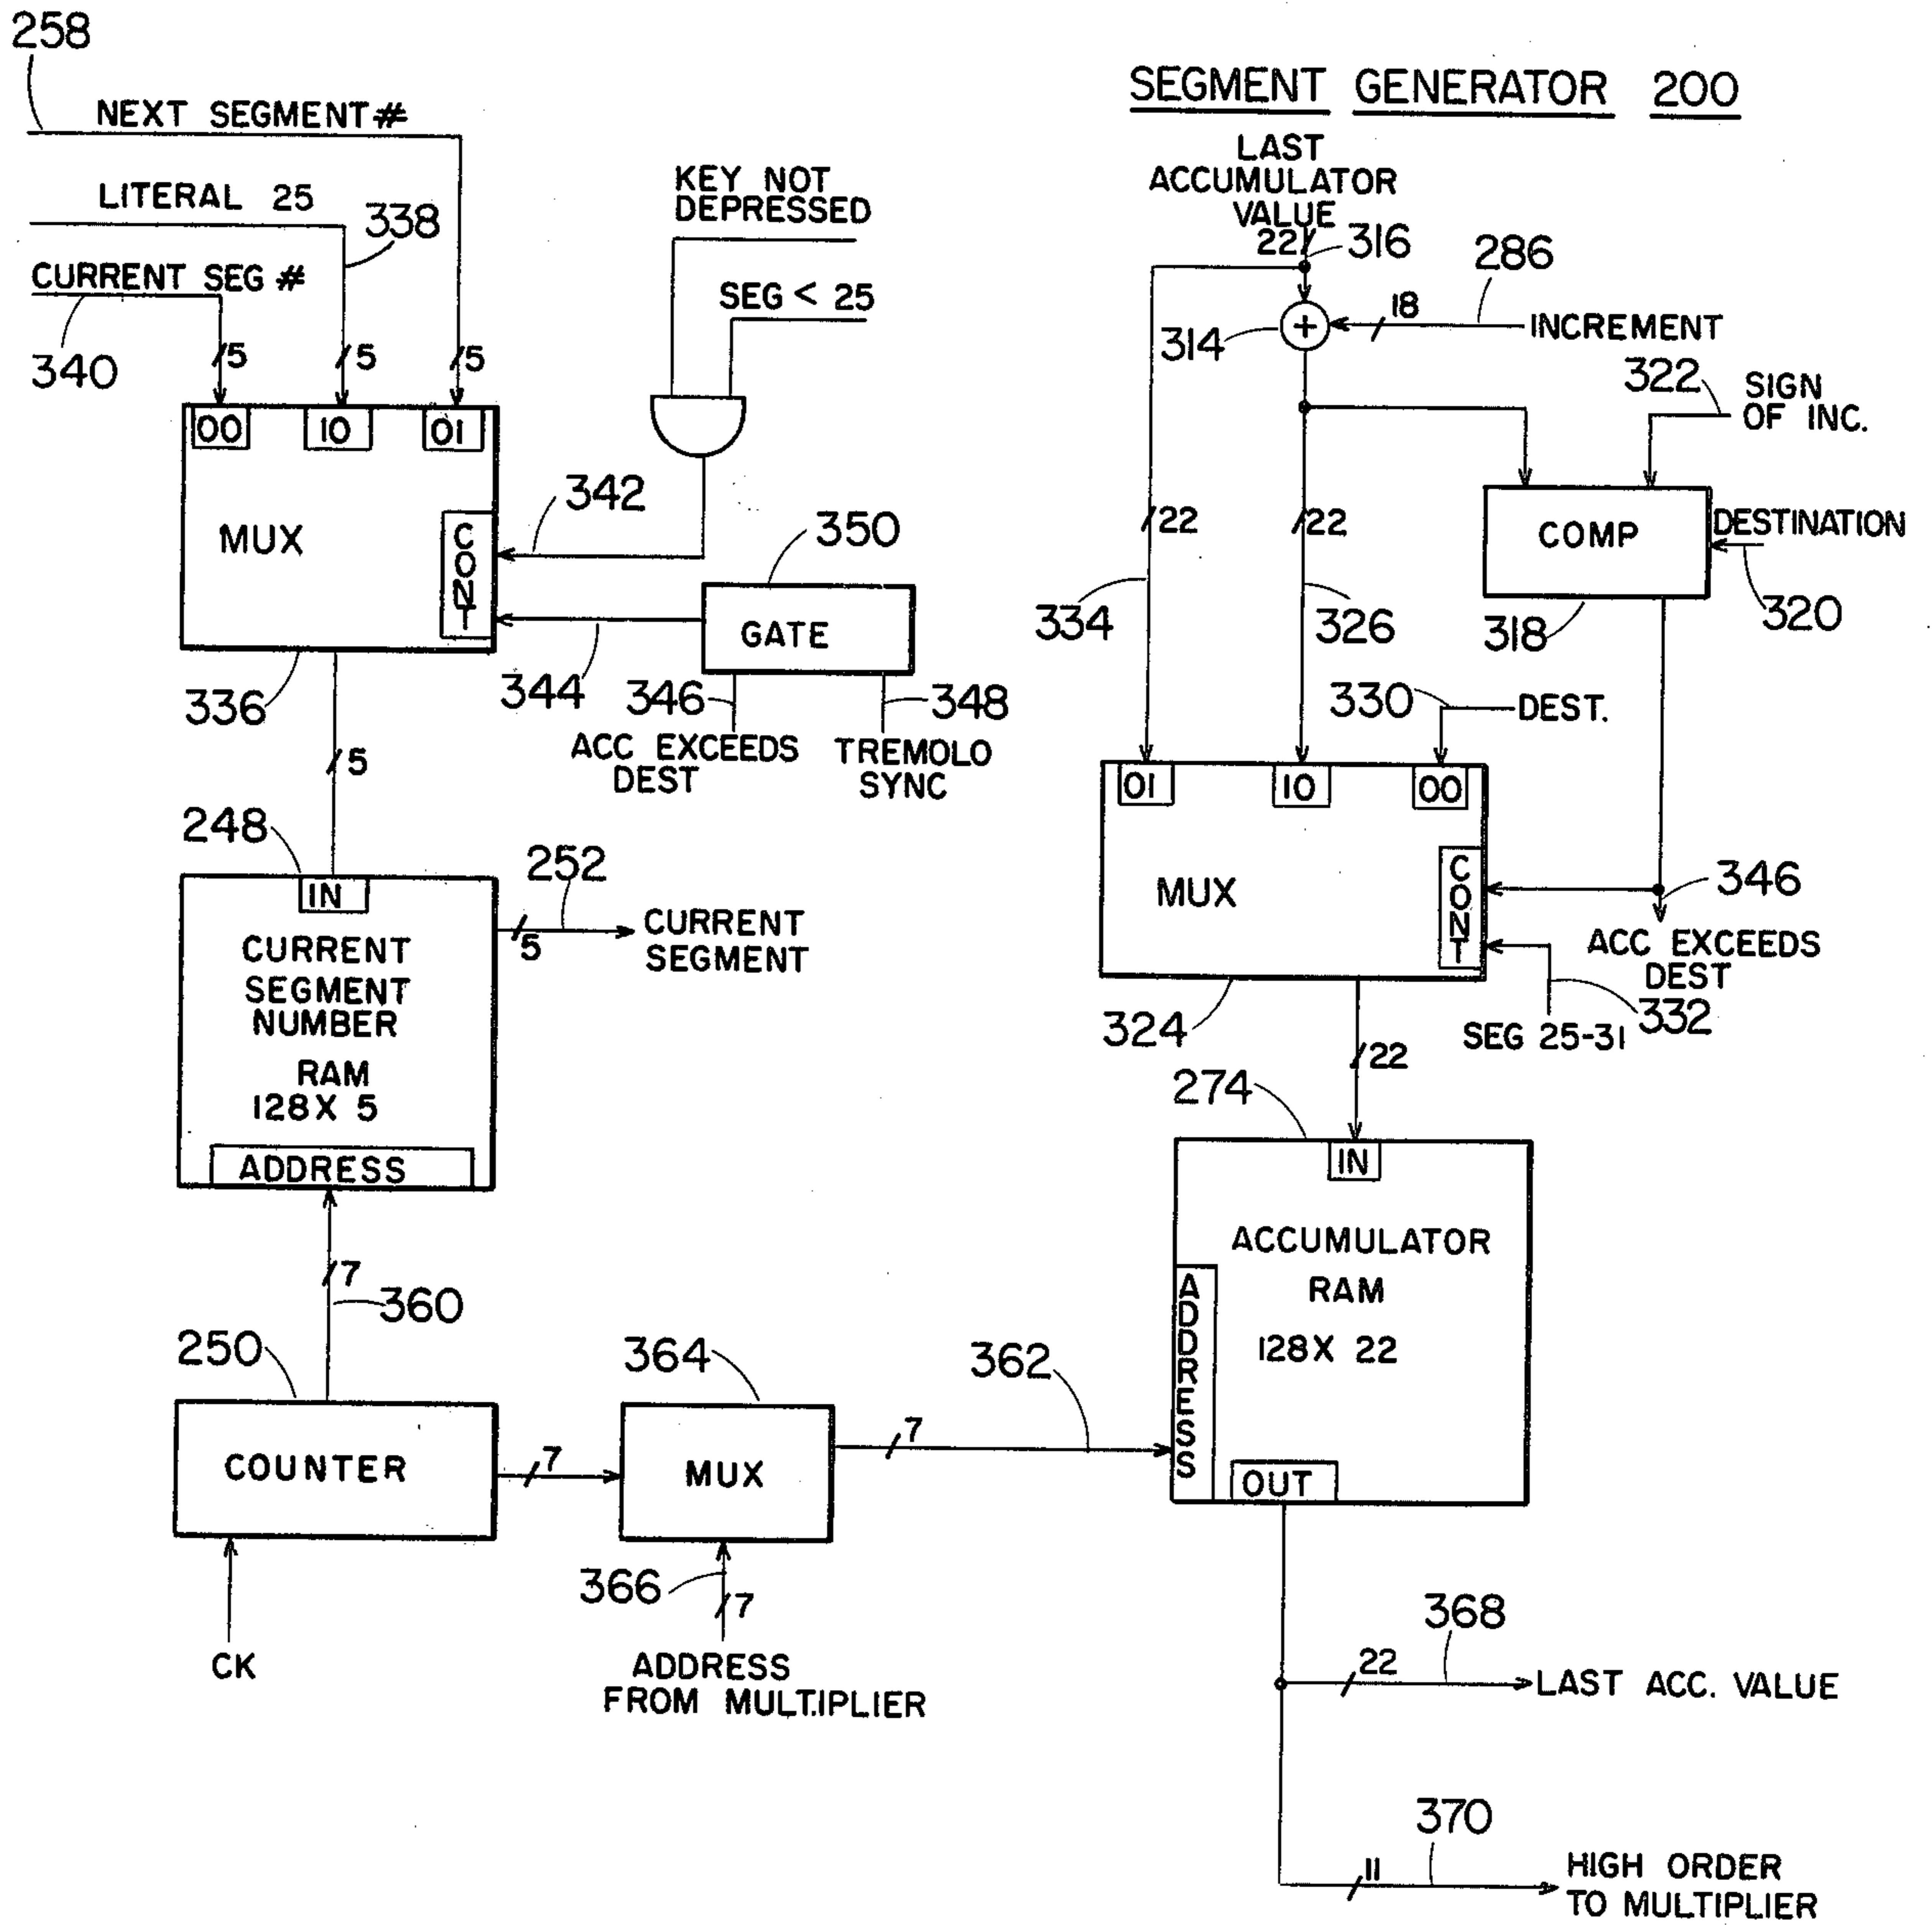 258
NEXT SEGMENT #
LITERAL 25
338
CURRENT SEG #
340
5
5
5
00
10
01
MUX
CONT
336
KEY NOT
DEPRESSED
SEG < 25
342
350
GATE
344
346
348
ACC EXCEEDS
DEST
TREMOLO
SYNC
5
248
IN
252
5
CURRENT
SEGMENT
CURRENT
SEGMENT
NUMBER
RAM
128X 5
ADDRESS
7
360
250
COUNTER
CK
7
364
MUX
366
7
ADDRESS
FROM MULTIPLIER
7
362
SEGMENT GENERATOR 200
LAST
ACCUMULATOR
VALUE
22
316
286
18
INCREMENT
314
322
SIGN
OF INC.
COMP
DESTINATION
320
318
22
22
334
326
330
DEST.
01
10
00
MUX
CONT
346
ACC EXCEEDS
DEST
332
SEG 25-31
324
22
274
IN
ACCUMULATOR
RAM
128X 22
ADDRESS
OUT
368
22
LAST ACC. VALUE
370
11
HIGH ORDER
TO MULTIPLIER